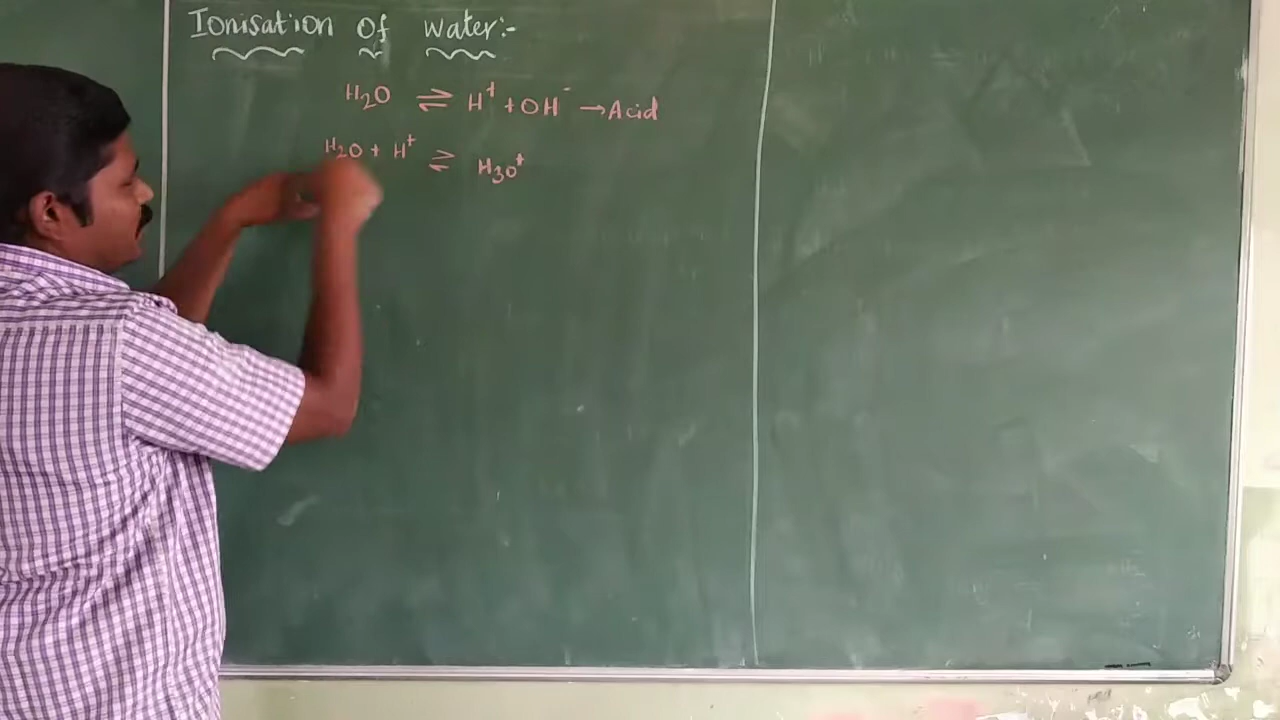 Ionisation Of water:-
H₂O ⇌ H⁺ + OH⁻ → Acid
H₂O + H⁺ ⇌ H₃O⁺